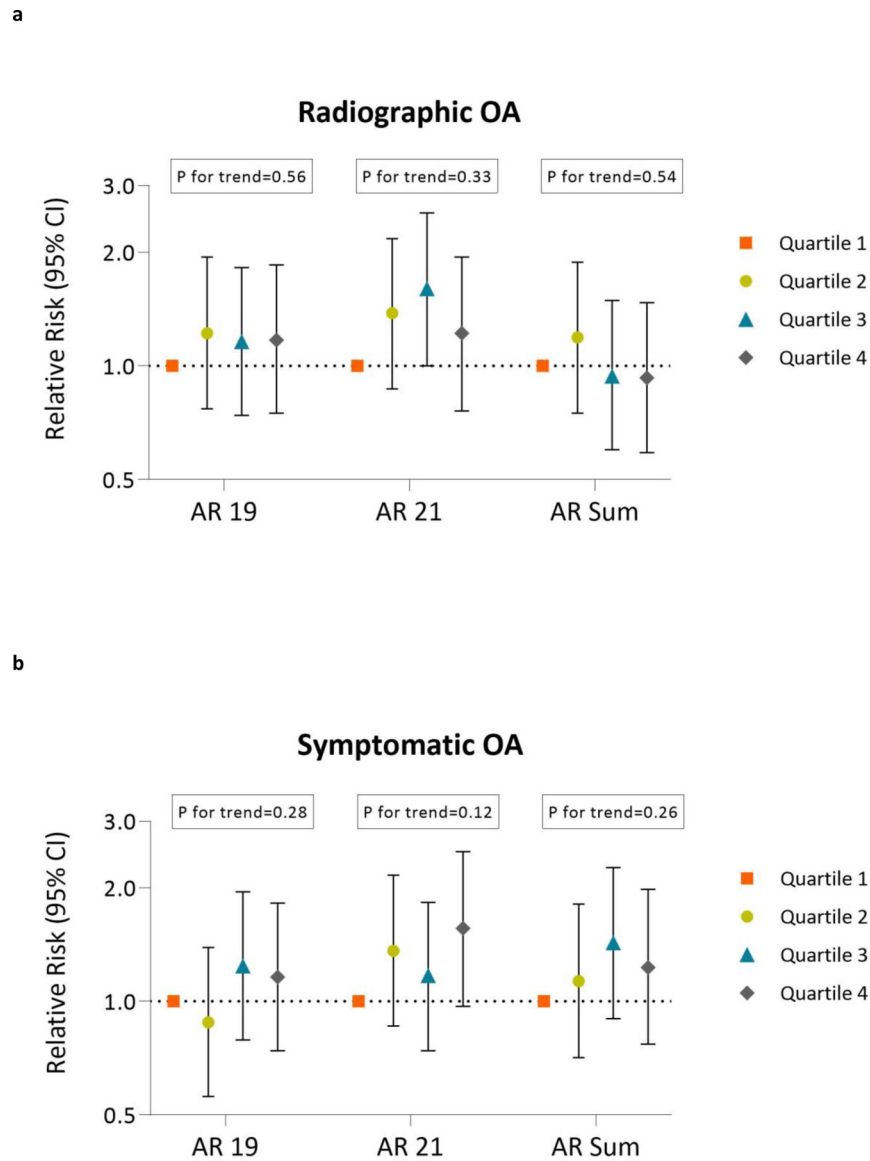 a
Radiographic OA
P for trend=0.56
P for trend=0.33
P for trend=0.54
Relative Risk (95% CI)
3.0
2.0
1.0
0.5
AR 19
AR 21
AR Sum
Quartile 1
Quartile 2
Quartile 3
Quartile 4
b
Symptomatic OA
P for trend=0.28
P for trend=0.12
P for trend=0.26
Relative Risk (95% CI)
3.0
2.0
1.0
0.5
AR 19
AR 21
AR Sum
Quartile 1
Quartile 2
Quartile 3
Quartile 4